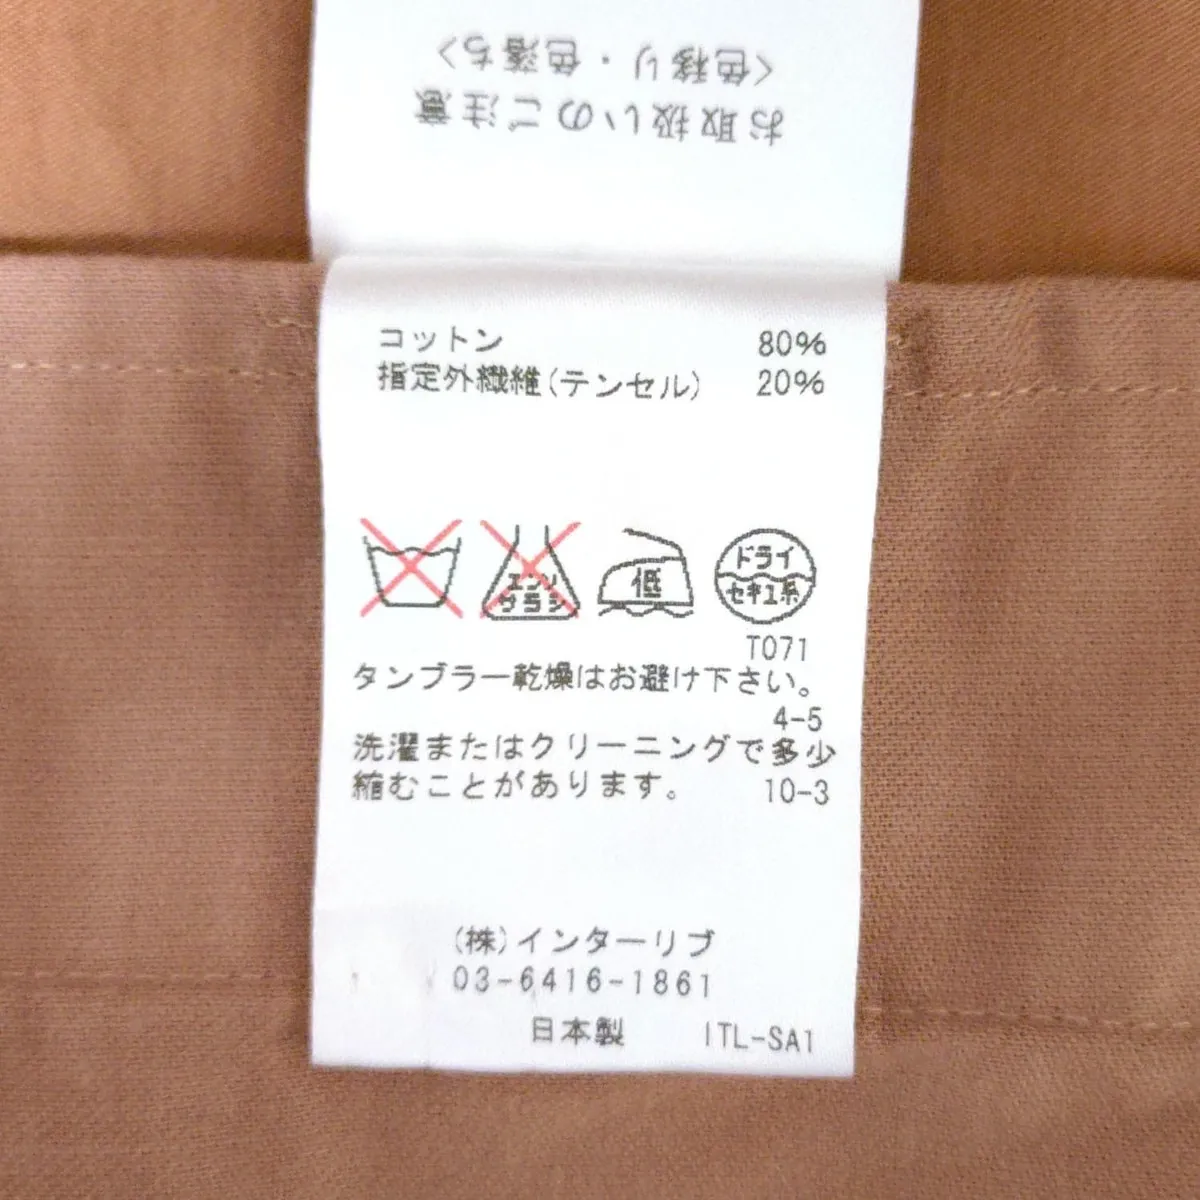 お取扱いのご注意
<色移り・色落ち>
コットン 80%
指定外繊維(テンセル) 20%
エンソ
サラシ
低
ドライ
セキユ系
T071
タンブラー乾燥はお避け下さい。
4-5
洗濯またはクリーニングで多少
縮むことがあります。 10-3
(株)インターリブ
03-6416-1861
日本製 ITL-SA1